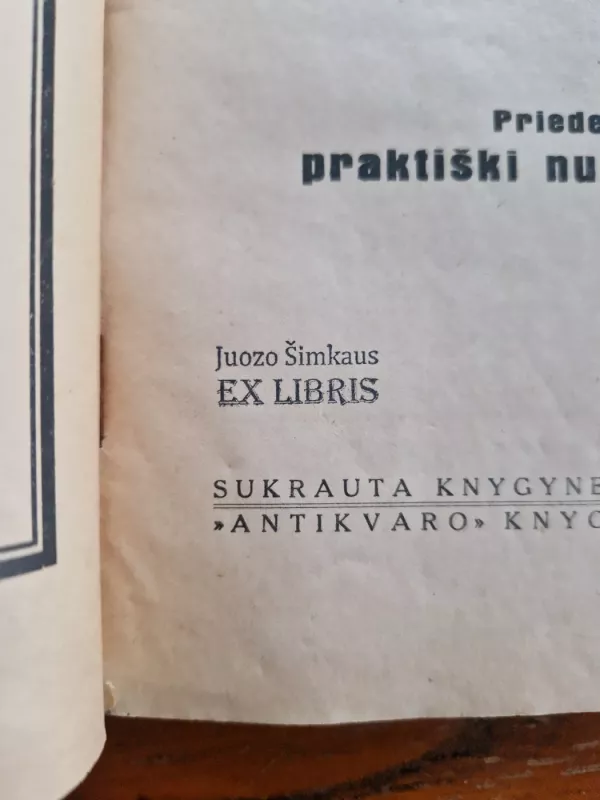 Priede
praktiški nu
Juozo Šimkaus
EX LIBRIS
SUKRAUTA KNYGYNE
»ANTIKVARO» KNYG